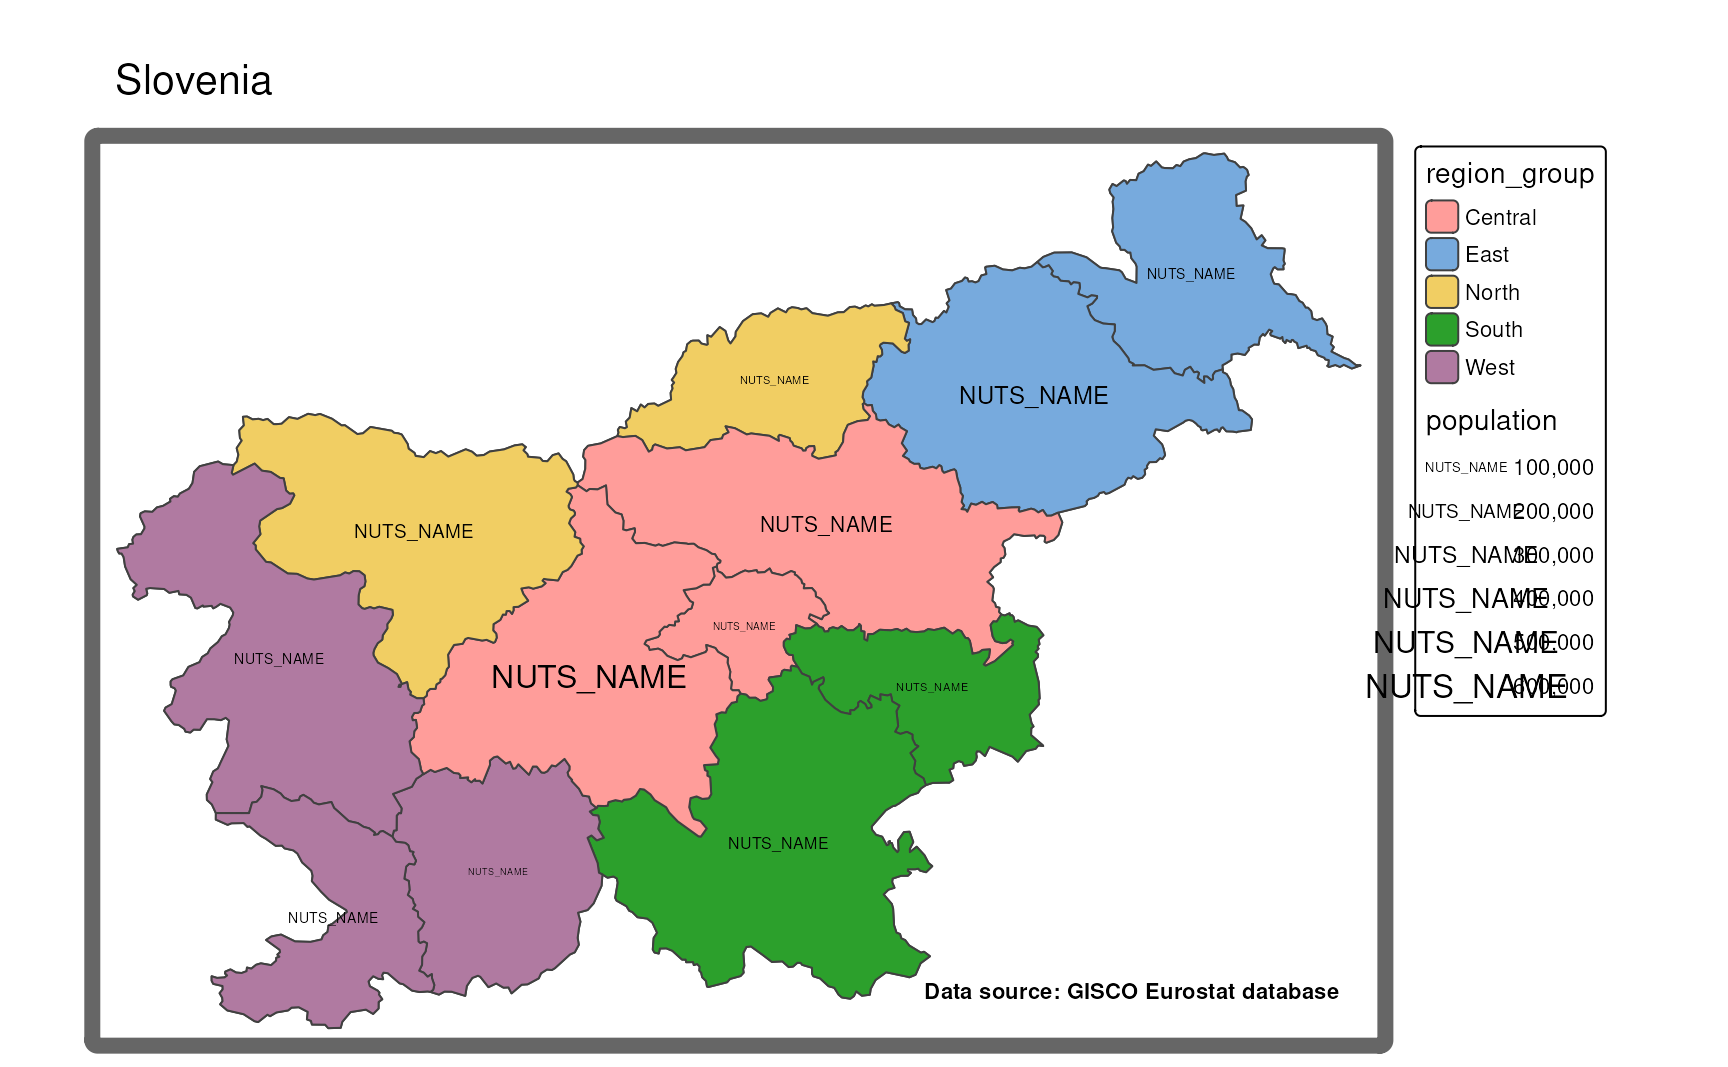 Slovenia
NUTS_NAME
NUTS_NAME
NUTS_NAME
NUTS_NAME
NUTS_NAME
NUTS_NAME
NUTS_NAME
NUTS_NAME
NUTS_NAME
NUTS_NAME
NUTS_NAME
NUTS_NAME
Data source: GISCO Eurostat database
region_group
Central
East
North
South
West
population
NUTS_NAME 100,000
NUTS_NAME 200,000
NUTS_NAME 300,000
NUTS_NAME 400,000
NUTS_NAME 500,000
NUTS_NAME 600,000